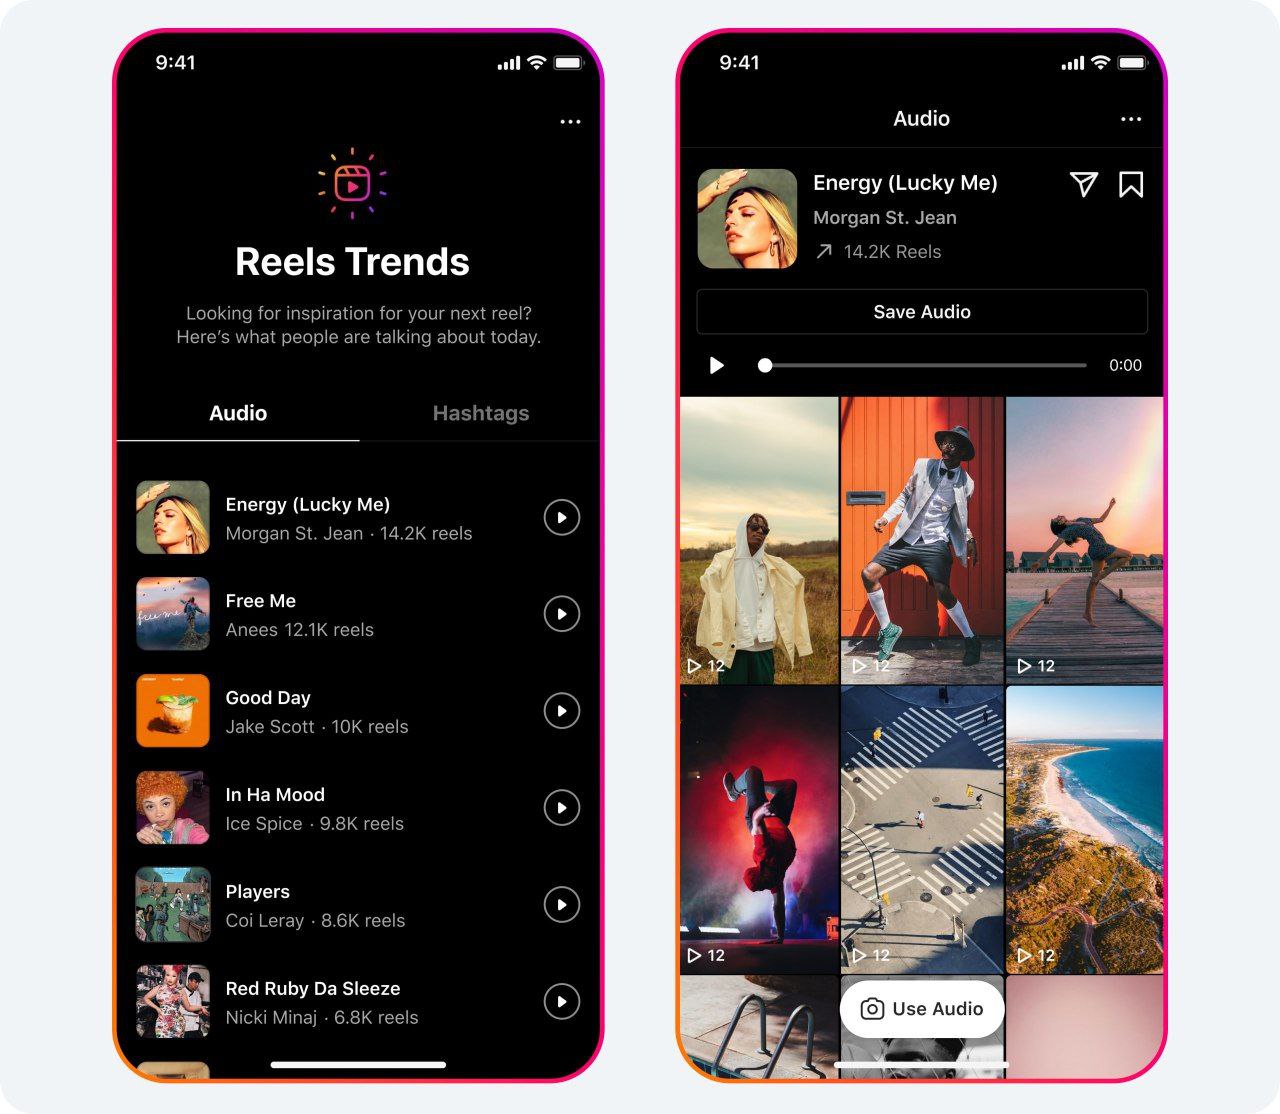 9:41
Reels Trends
Looking for inspiration for your next reel?
Here’s what people are talking about today.
Audio
Hashtags
Energy (Lucky Me)
Morgan St. Jean · 14.2K reels
free me
Free Me
Anees 12.1K reels
Good Day
Jake Scott · 10K reels
In Ha Mood
Ice Spice · 9.8K reels
Players
Coi Leray · 8.6K reels
Red Ruby Da Sleeze
Nicki Minaj · 6.8K reels
9:41
Audio
Energy (Lucky Me)
Morgan St. Jean
14.2K Reels
Save Audio
0:00
12
12
12
12
12
12
Use Audio